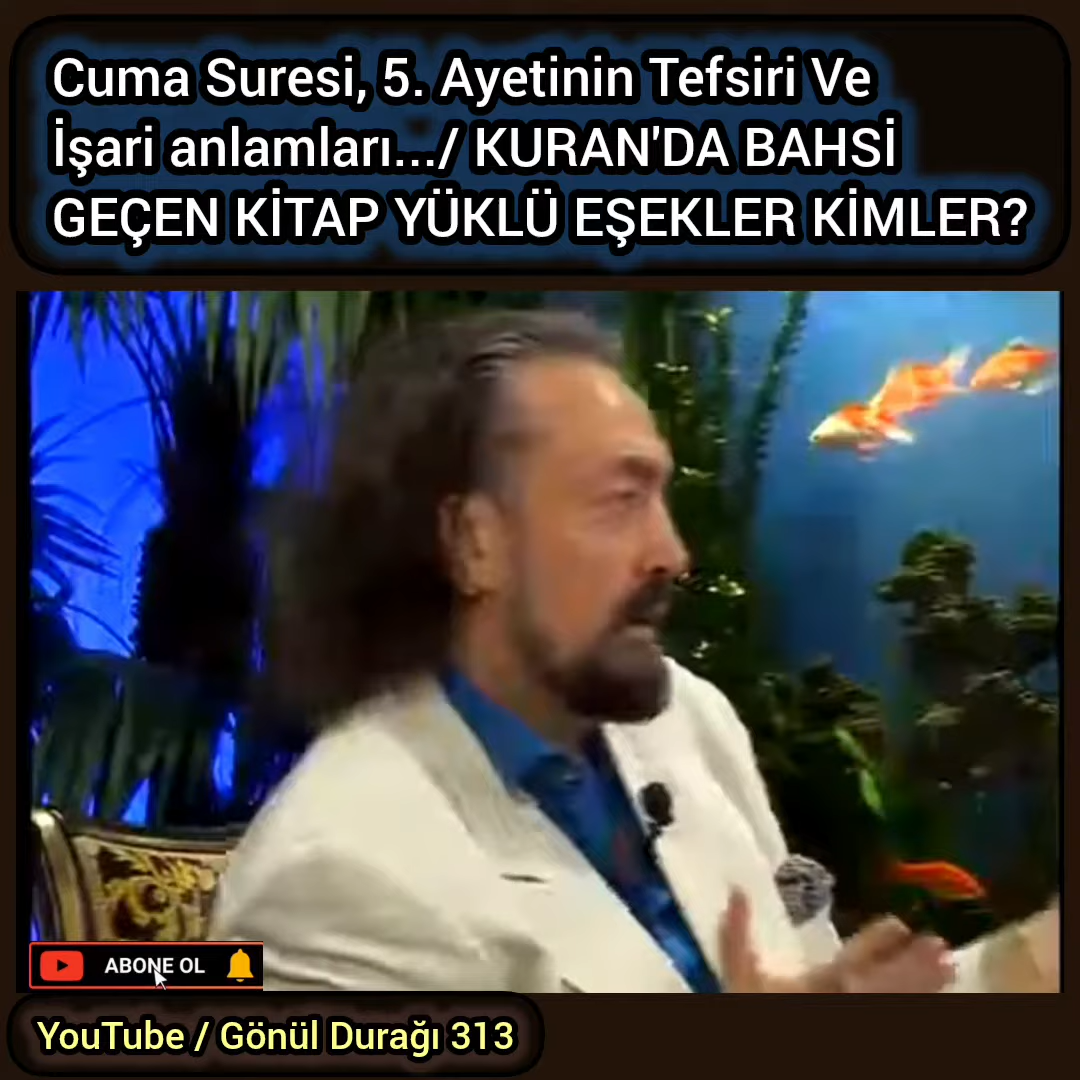 Cuma Suresi, 5. Ayetinin Tefsiri Ve
İşari anlamları.../ KURAN'DA BAHSİ
GEÇEN KİTAP YÜKLÜ EŞEKLER KİMLER?
ABONE OL
YouTube / Gönül Durağı 313